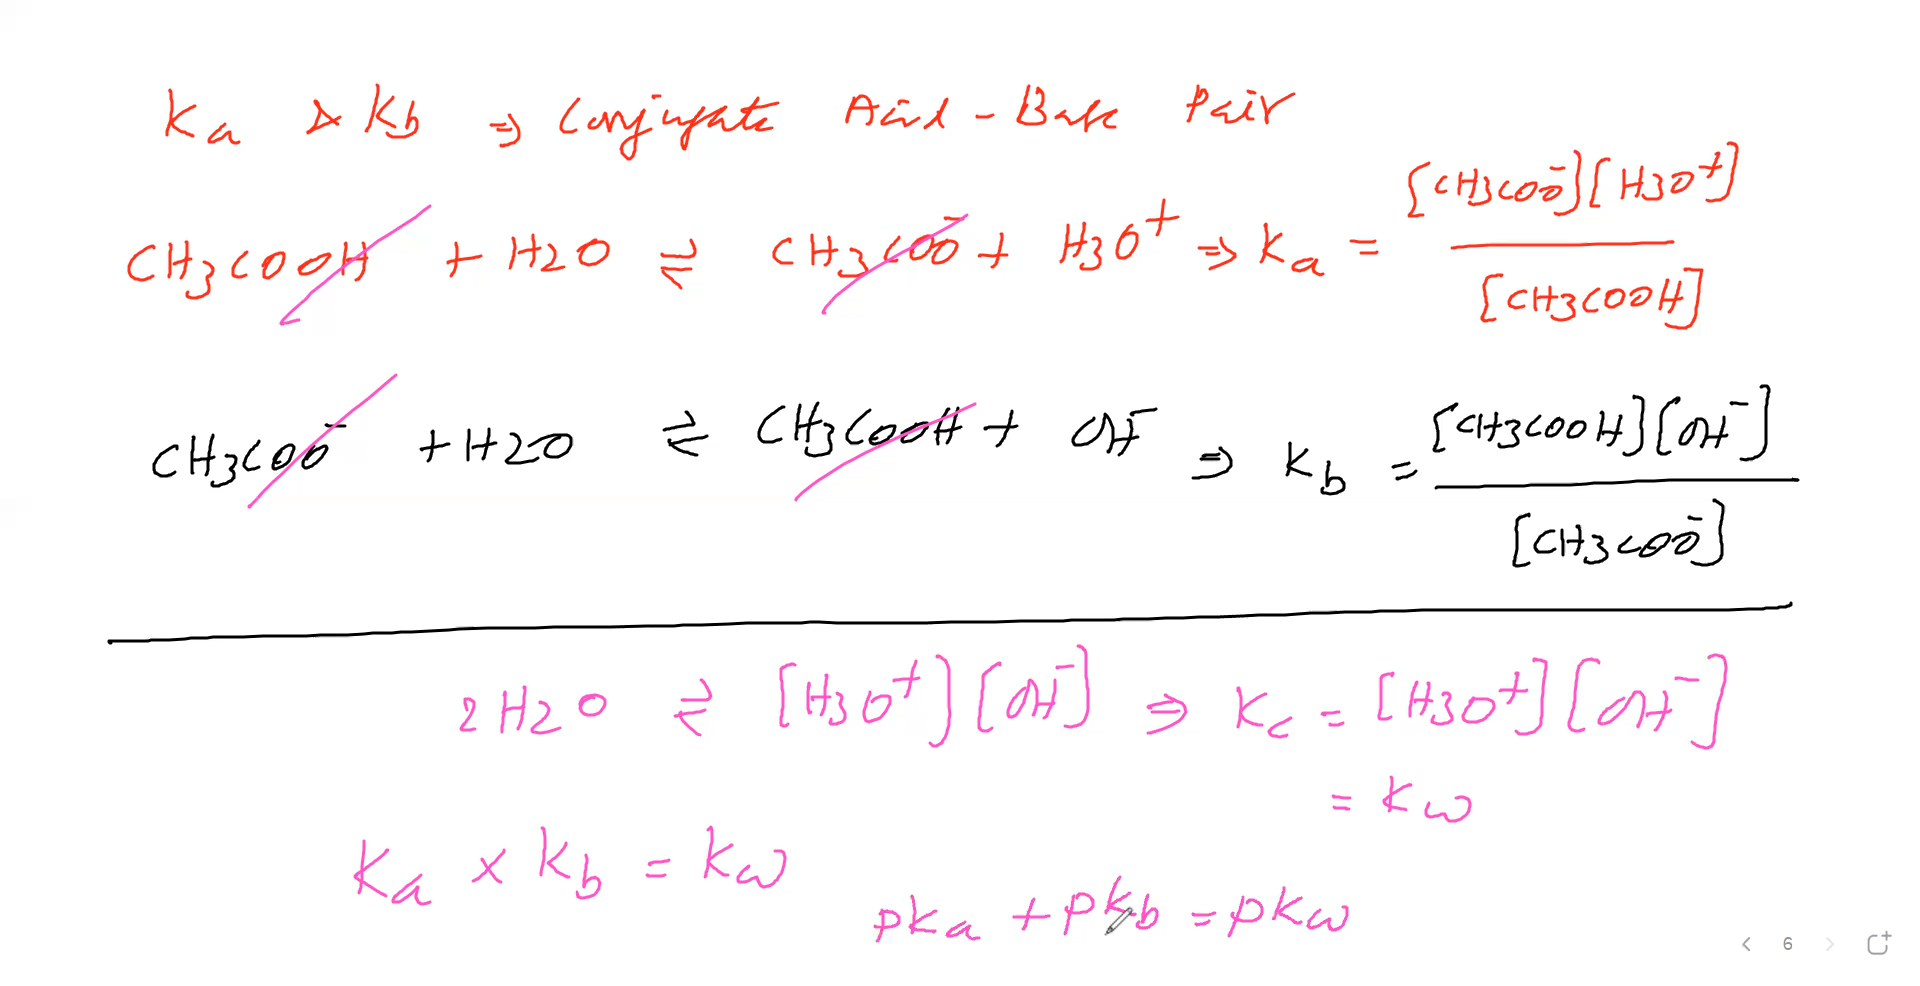 Ka & Kb ⇒ Conjugate Acid - Base Pair
CH3COOH + H2O ⇌ CH3COO⁻ + H3O⁺ ⇒ Ka = [CH3COO⁻][H3O⁺] / [CH3COOH]
CH3COO⁻ + H2O ⇌ CH3COOH + OH⁻ ⇒ Kb = [CH3COOH][OH⁻] / [CH3COO⁻]
2H2O ⇌ [H3O⁺][OH⁻] ⇒ Kc = [H3O⁺][OH⁻]
= Kw
Ka × Kb = Kw
pKa + pKb = pKw
6